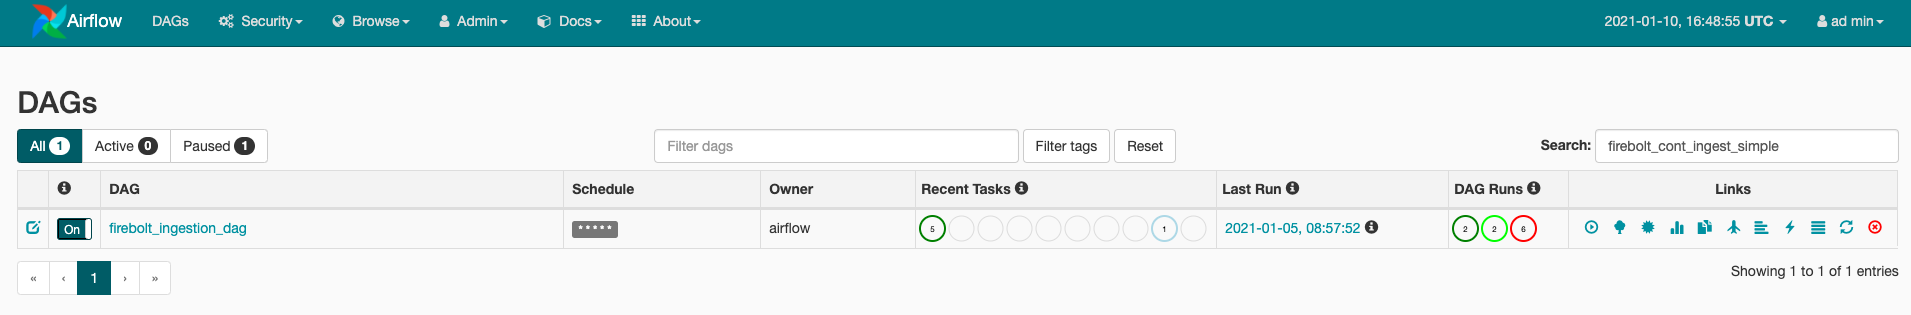 Airflow DAGs Security Browse Admin Docs About 2021-01-10, 16:48:55 UTC ad min
DAGs
All 1 Active 0 Paused 1 Filter dags Filter tags Reset Search: firebolt_cont_ingest_simple
DAG Schedule Owner Recent Tasks Last Run DAG Runs Links
On firebolt_ingestion_dag * * * * * airflow 5 1 2021-01-05, 08:57:52 2 2 6
« ‹ 1 › » Showing 1 to 1 of 1 entries